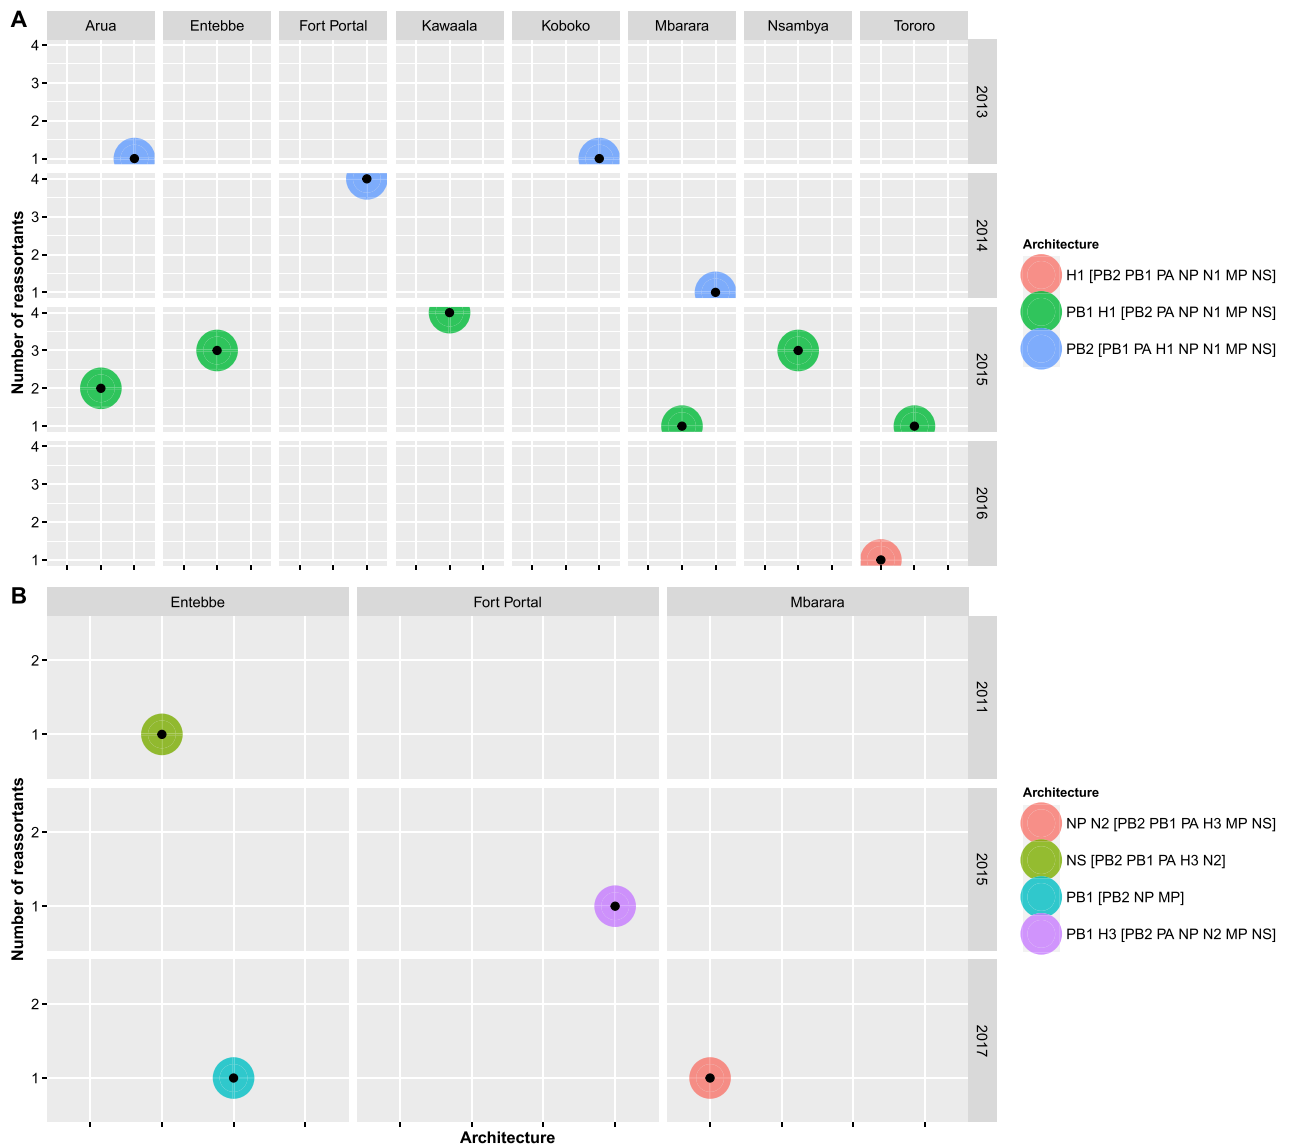 A
Arua Entebbe Fort Portal Kawaala Koboko Mbarara Nsambya Tororo
4
3
2
1
2013
4
3
2
1
2014
4
3
2
1
2015
4
3
2
1
2016
Number of reassortants
Architecture
H1 [PB2 PB1 PA NP N1 MP NS]
PB1 H1 [PB2 PA NP N1 MP NS]
PB2 [PB1 PA H1 NP N1 MP NS]
B
Entebbe Fort Portal Mbarara
2
1
2011
2
1
2015
2
1
2017
Number of reassortants
Architecture
Architecture
NP N2 [PB2 PB1 PA H3 MP NS]
NS [PB2 PB1 PA H3 N2]
PB1 [PB2 NP MP]
PB1 H3 [PB2 PA NP N2 MP NS]